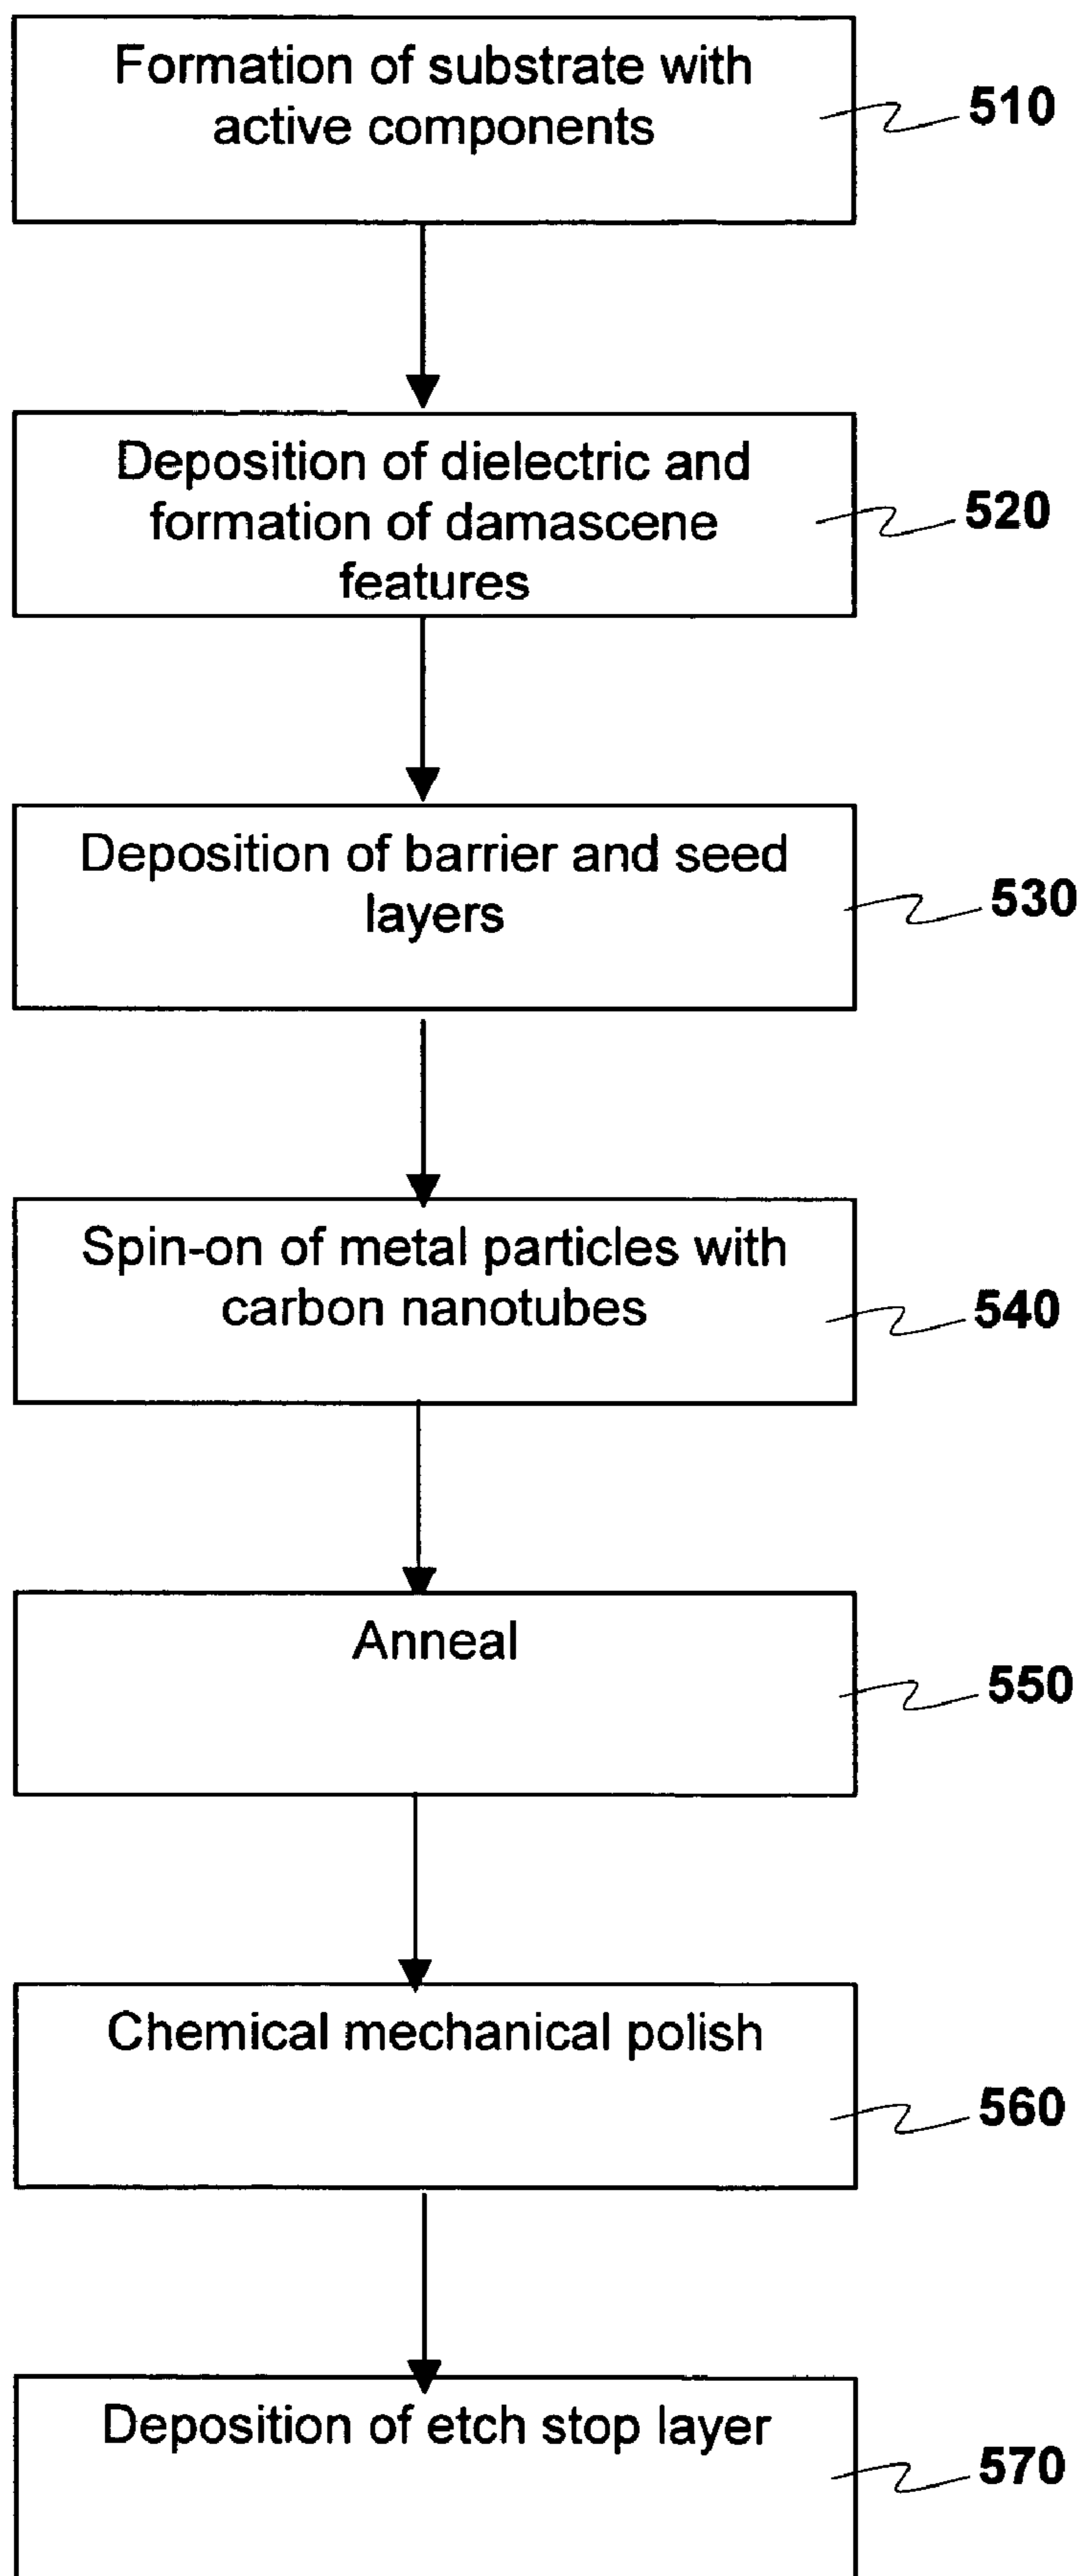 Formation of substrate with
active components
510
Deposition of dielectric and
formation of damascene
features
520
Deposition of barrier and seed
layers
530
Spin-on of metal particles with
carbon nanotubes
540
Anneal
550
Chemical mechanical polish
560
Deposition of etch stop layer
570